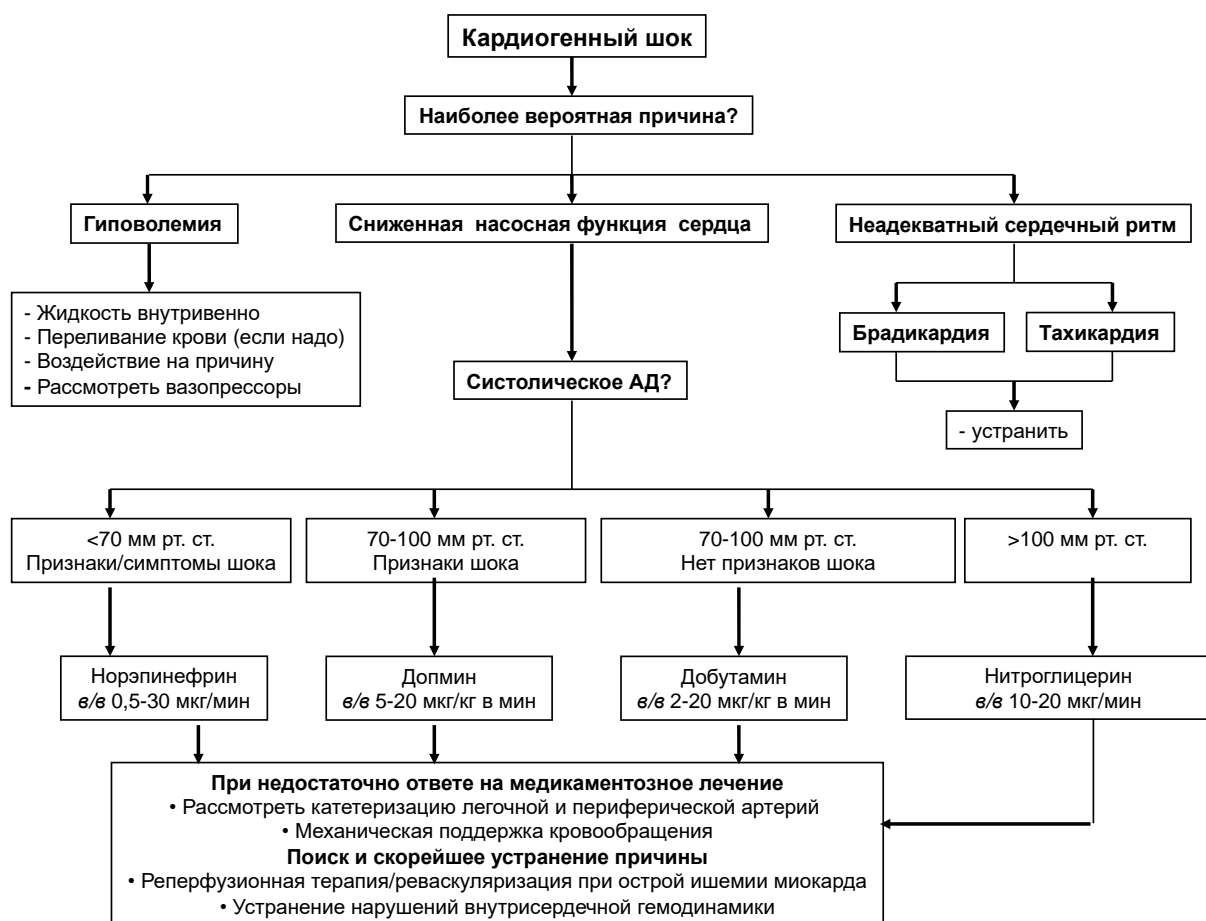 Кардиогенный шок
Наиболее вероятная причина?
Гиповолемия
Сниженная насосная функция сердца
Неадекватный сердечный ритм
- Жидкость внутривенно
- Переливание крови (если надо)
- Воздействие на причину
- Рассмотреть вазопрессоры
Брадикардия
Тахикардия
Систолическое АД?
- устранить
<70 мм рт. ст.
Признаки/симптомы шока
70-100 мм рт. ст.
Признаки шока
70-100 мм рт. ст.
Нет признаков шока
>100 мм рт. ст.
Норэпинефрин
в/в 0,5-30 мкг/мин
Допмин
в/в 5-20 мкг/кг в мин
Добутамин
в/в 2-20 мкг/кг в мин
Нитроглицерин
в/в 10-20 мкг/мин
При недостаточно ответе на медикаментозное лечение
• Рассмотреть катетеризацию легочной и периферической артерий
• Механическая поддержка кровообращения
Поиск и скорейшее устранение причины
• Реперфузионная терапия/реваскуляризация при острой ишемии миокарда
• Устранение нарушений внутрисердечной гемодинамики